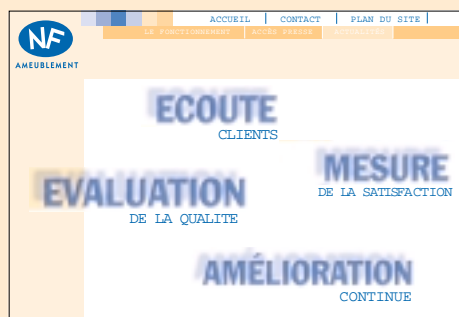 ACCUEIL | CONTACT | PLAN DU SITE |
LE FONCTIONNEMENT | ACCÈS PRESSE | ACTUALITÉS
NF
AMEUBLEMENT
ECOUTE
CLIENTS
MESURE
DE LA SATISFACTION
EVALUATION
DE LA QUALITE
AMÉLIORATION
CONTINUE